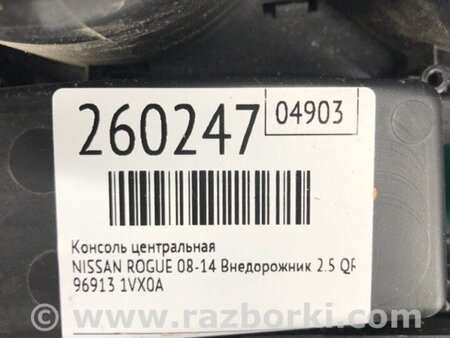 260247 04903
Консоль центральная
NISSAN ROGUE 08-14 Внедорожник 2.5 QR
96913 1VX0A
© www.razborki.com